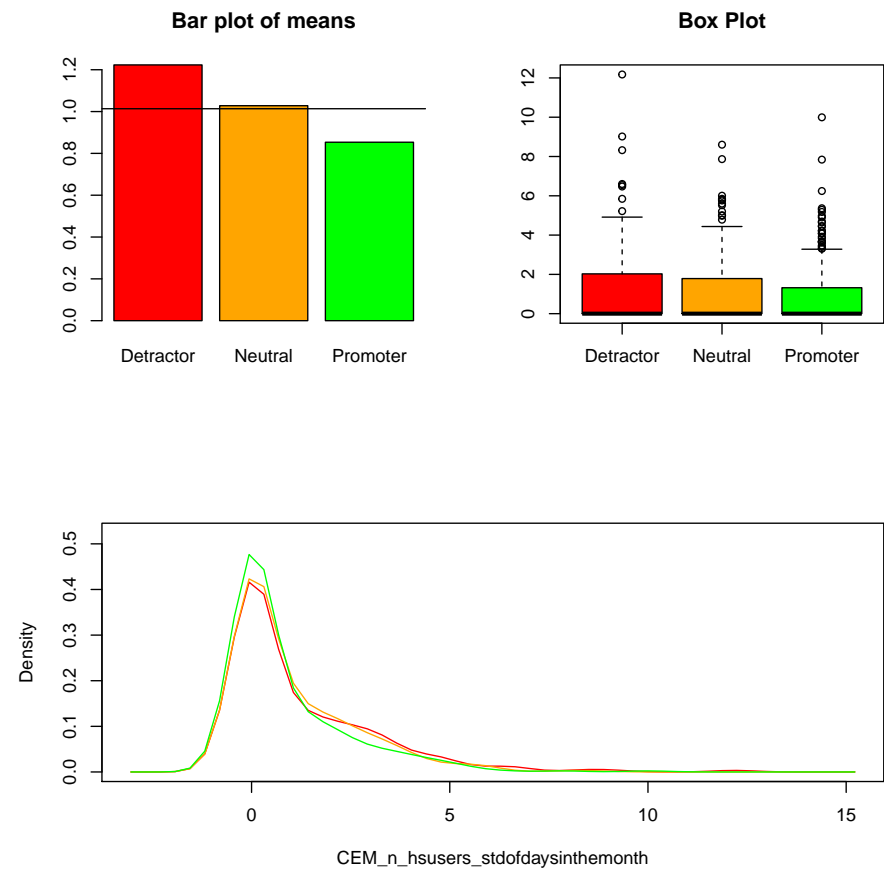 Bar plot of means
0.0 0.2 0.4 0.6 0.8 1.0 1.2
Detractor Neutral Promoter
Box Plot
0 2 4 6 8 10 12
Detractor Neutral Promoter
Density
0.0 0.1 0.2 0.3 0.4 0.5
0 5 10 15
CEM_n_hsusers_stdofdaysinthemonth